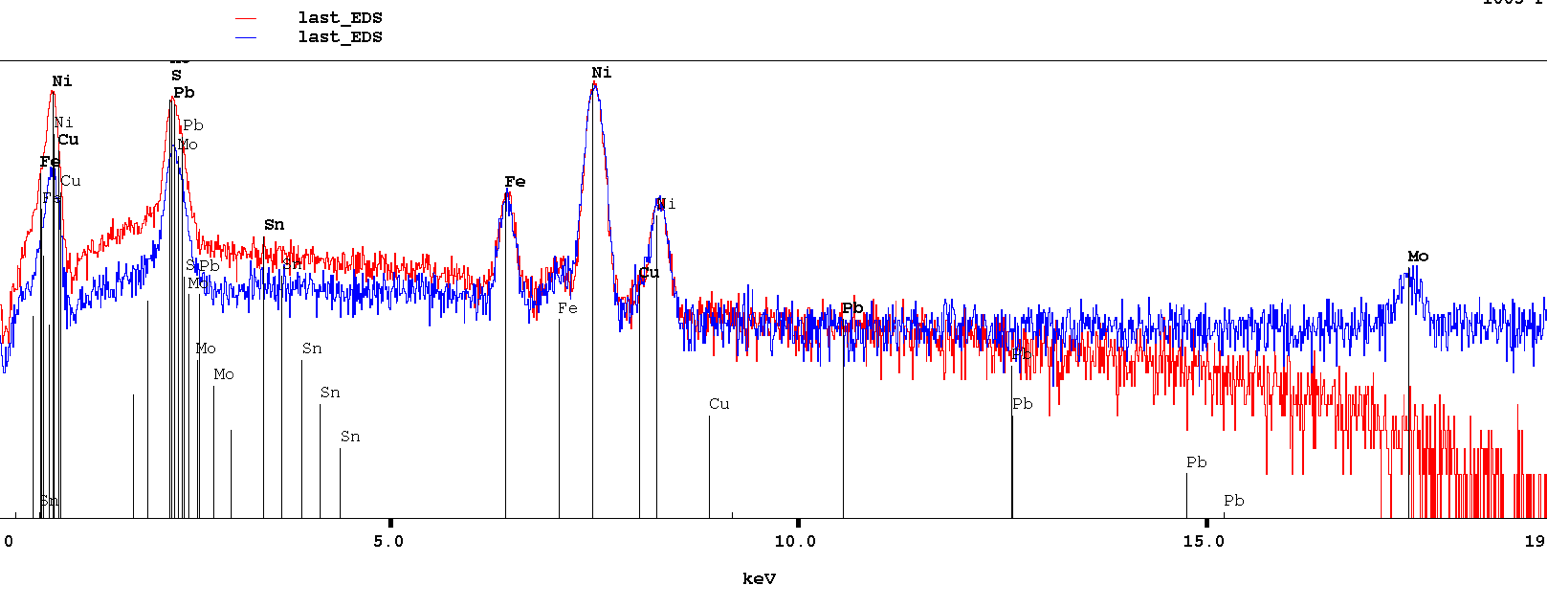 last_EDS
last_EDS
S
Ni
Ni
Pb
Ni
Pb
Cu
Mo
Fe
Cu
Fe
Fe
Ni
Sn
Mo
S Pb
Sn
Cu
Mo
Fe
Pb
Mo
Sn
Pb
Mo
Sn
Cu
Pb
Sn
Pb
Sn
Pb
0
5.0
10.0
15.0
19
keV